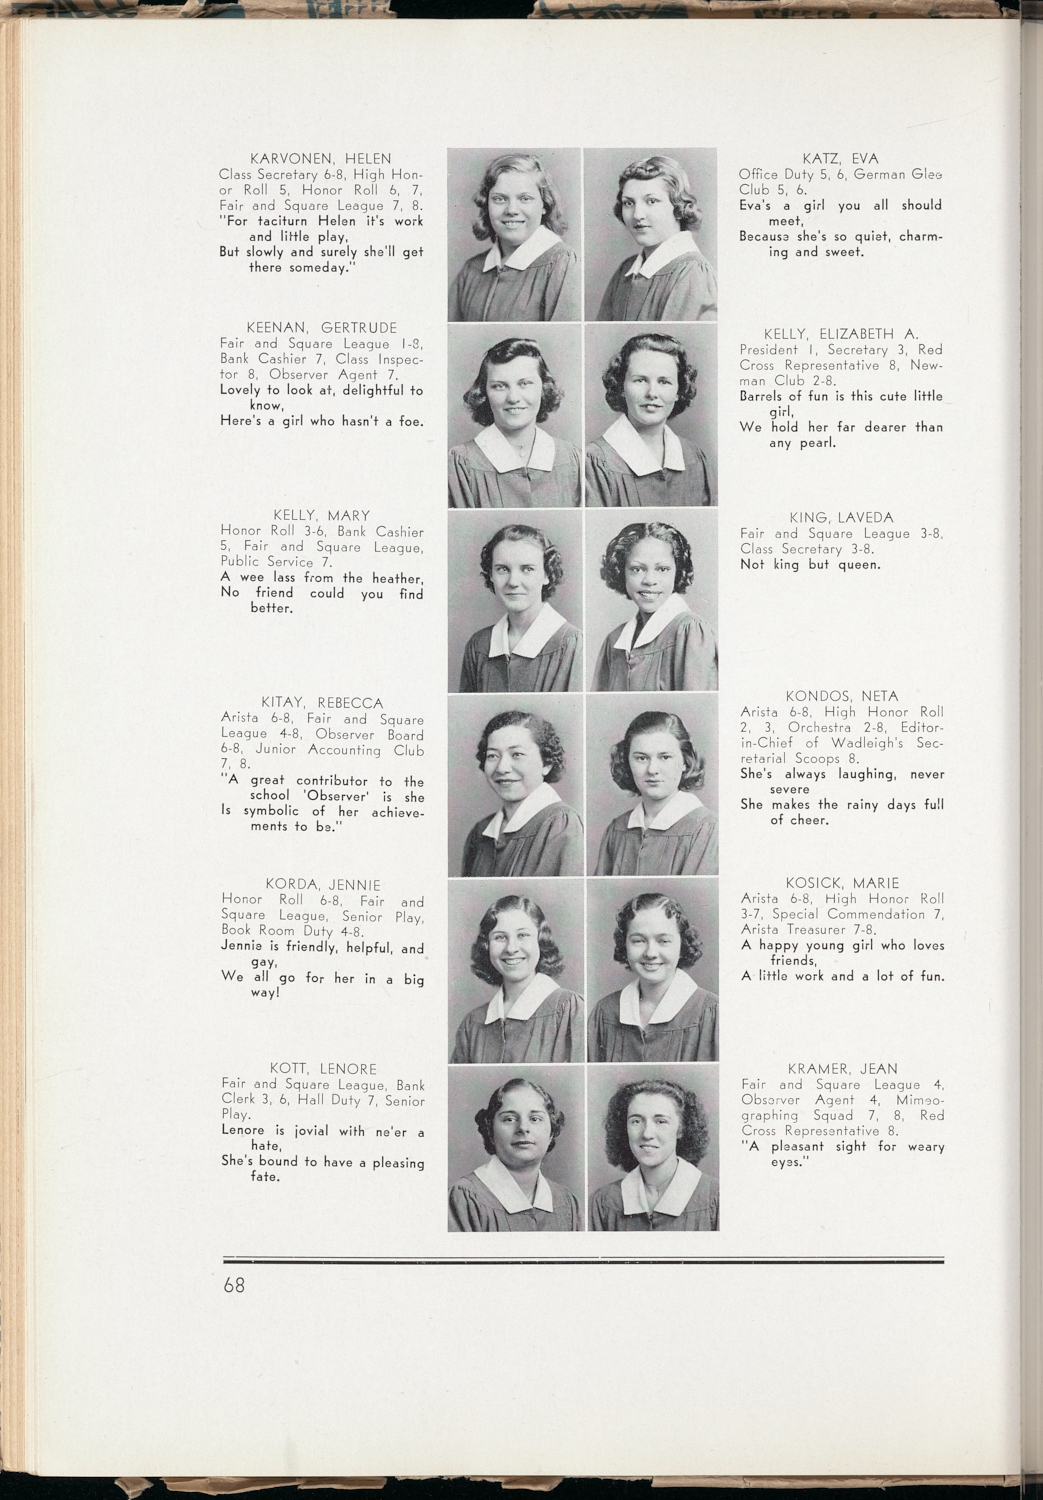 KARVONEN, HELEN
Class Secretary 6-8, High Hon-
or Roll 5, Honor Roll 6, 7,
Fair and Square League 7, 8.
"For taciturn Helen it's work
and little play,
But slowly and surely she'll get
there someday."
KATZ, EVA
Office Duty 5, 6, German Glee
Club 5, 6.
Eva's a girl you all should
meet,
Because she's so quiet, charm-
ing and sweet.
KEENAN, GERTRUDE
Fair and Square League 1-8,
Bank Cashier 7, Class Inspec-
tor 8, Observer Agent 7.
Lovely to look at, delightful to
know,
Here's a girl who hasn't a foe.
KELLY, ELIZABETH A.
President 1, Secretary 3, Red
Cross Representative 8, New-
man Club 2-8.
Barrels of fun is this cute little
girl,
We hold her far dearer than
any pearl.
KELLY, MARY
Honor Roll 3-6, Bank Cashier
5, Fair and Square League,
Public Service 7.
A wee lass from the heather,
No friend could you find
better.
KING, LAVEDA
Fair and Square League 3-8,
Class Secretary 3-8.
Not king but queen.
KITAY, REBECCA
Arista 6-8, Fair and Square
League 4-8, Observer Board
6-8, Junior Accounting Club
7, 8.
"A great contributor to the
school 'Observer' is she
Is symbolic of her achieve-
ments to be."
KONDOS, NETA
Arista 6-8, High Honor Roll
2, 3, Orchestra 2-8, Editor-
in-Chief of Wadleigh's Sec-
retarial Scoops 8.
She's always laughing, never
severe
She makes the rainy days full
of cheer.
KORDA, JENNIE
Honor Roll 6-8, Fair and
Square League, Senior Play,
Book Room Duty 4-8.
Jennie is friendly, helpful, and
gay,
We all go for her in a big
way!
KOSICK, MARIE
Arista 6-8, High Honor Roll
3-7, Special Commendation 7,
Arista Treasurer 7-8.
A happy young girl who loves
friends,
A little work and a lot of fun.
KOTT, LENORE
Fair and Square League, Bank
Clerk 3, 6, Hall Duty 7, Senior
Play.
Lenore is jovial with ne'er a
hate,
She's bound to have a pleasing
fate.
KRAMER, JEAN
Fair and Square League 4,
Observer Agent 4, Mimeo-
graphing Squad 7, 8, Red
Cross Representative 8.
"A pleasant sight for weary
eyes."
68